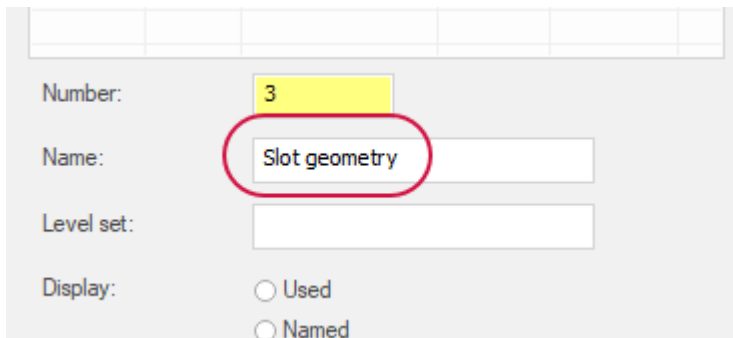 Number: 3
Name: Slot geometry
Level set:
Display: Used
Named